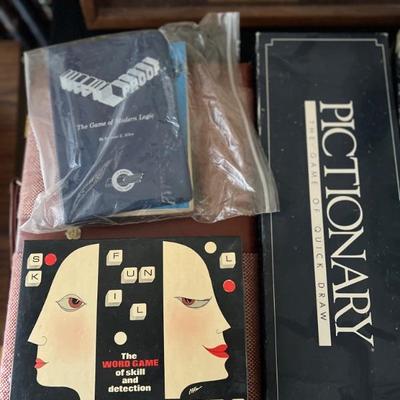 PROOF
The Game of Modern Logic
PICTIONARY
THE GAME OF QUICK DRAW
S F L
K U N
I L
The
WORD GAME
of skill and
detection